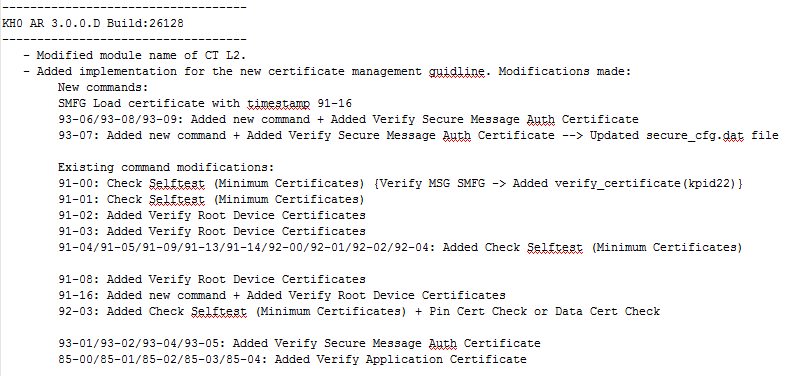 -----------------------------------
KH0 AR 3.0.0.D Build:26128
-----------------------------------
- Modified module name of CT L2.
- Added implementation for the new certificate management guidline. Modifications made:
New commands:
SMFG Load certificate with timestamp 91-16
93-06/93-08/93-09: Added new command + Added Verify Secure Message Auth Certificate
93-07: Added new command + Added Verify Secure Message Auth Certificate --> Updated secure_cfg.dat file
Existing command modifications:
91-00: Check Selftest (Minimum Certificates) {Verify MSG SMFG -> Added verify_certificate(kpid22)}
91-01: Check Selftest (Minimum Certificates)
91-02: Added Verify Root Device Certificates
91-03: Added Verify Root Device Certificates
91-04/91-05/91-09/91-13/91-14/92-00/92-01/92-02/92-04: Added Check Selftest (Minimum Certificates)
91-08: Added Verify Root Device Certificates
91-16: Added new command + Added Verify Root Device Certificates
92-03: Added Check Selftest (Minimum Certificates) + Pin Cert Check or Data Cert Check
93-01/93-02/93-04/93-05: Added Verify Secure Message Auth Certificate
85-00/85-01/85-02/85-03/85-04: Added Verify Application Certificate